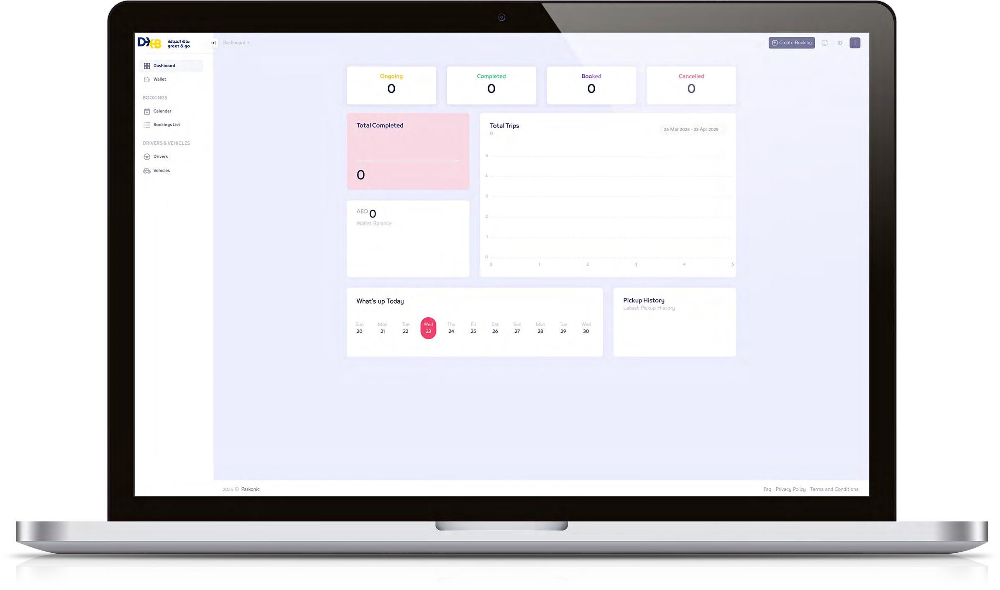 DXB
صالة الضيافة
greet & go
Dashboard -
Create Booking
Dashboard
Wallet
BOOKINGS
Calendar
Bookings List
DRIVERS & VEHICLES
Drivers
Vehicles
Ongoing
0
Completed
0
Booked
0
Cancelled
0
Total Completed
0
AED 0
Wallet Balance
Total Trips
0
25 Mar 2025 - 23 Apr 2025
5
4
3
2
1
0
0 1 2 3 4 5
What's up Today
Sun Mon Tue Wed Thu Fri Sat Sun Mon Tue Wed
20 21 22 23 24 25 26 27 28 29 30
Pickup History
Latest Pickup History
2025 © Parkonic
Faq Privacy Policy Terms and Conditions